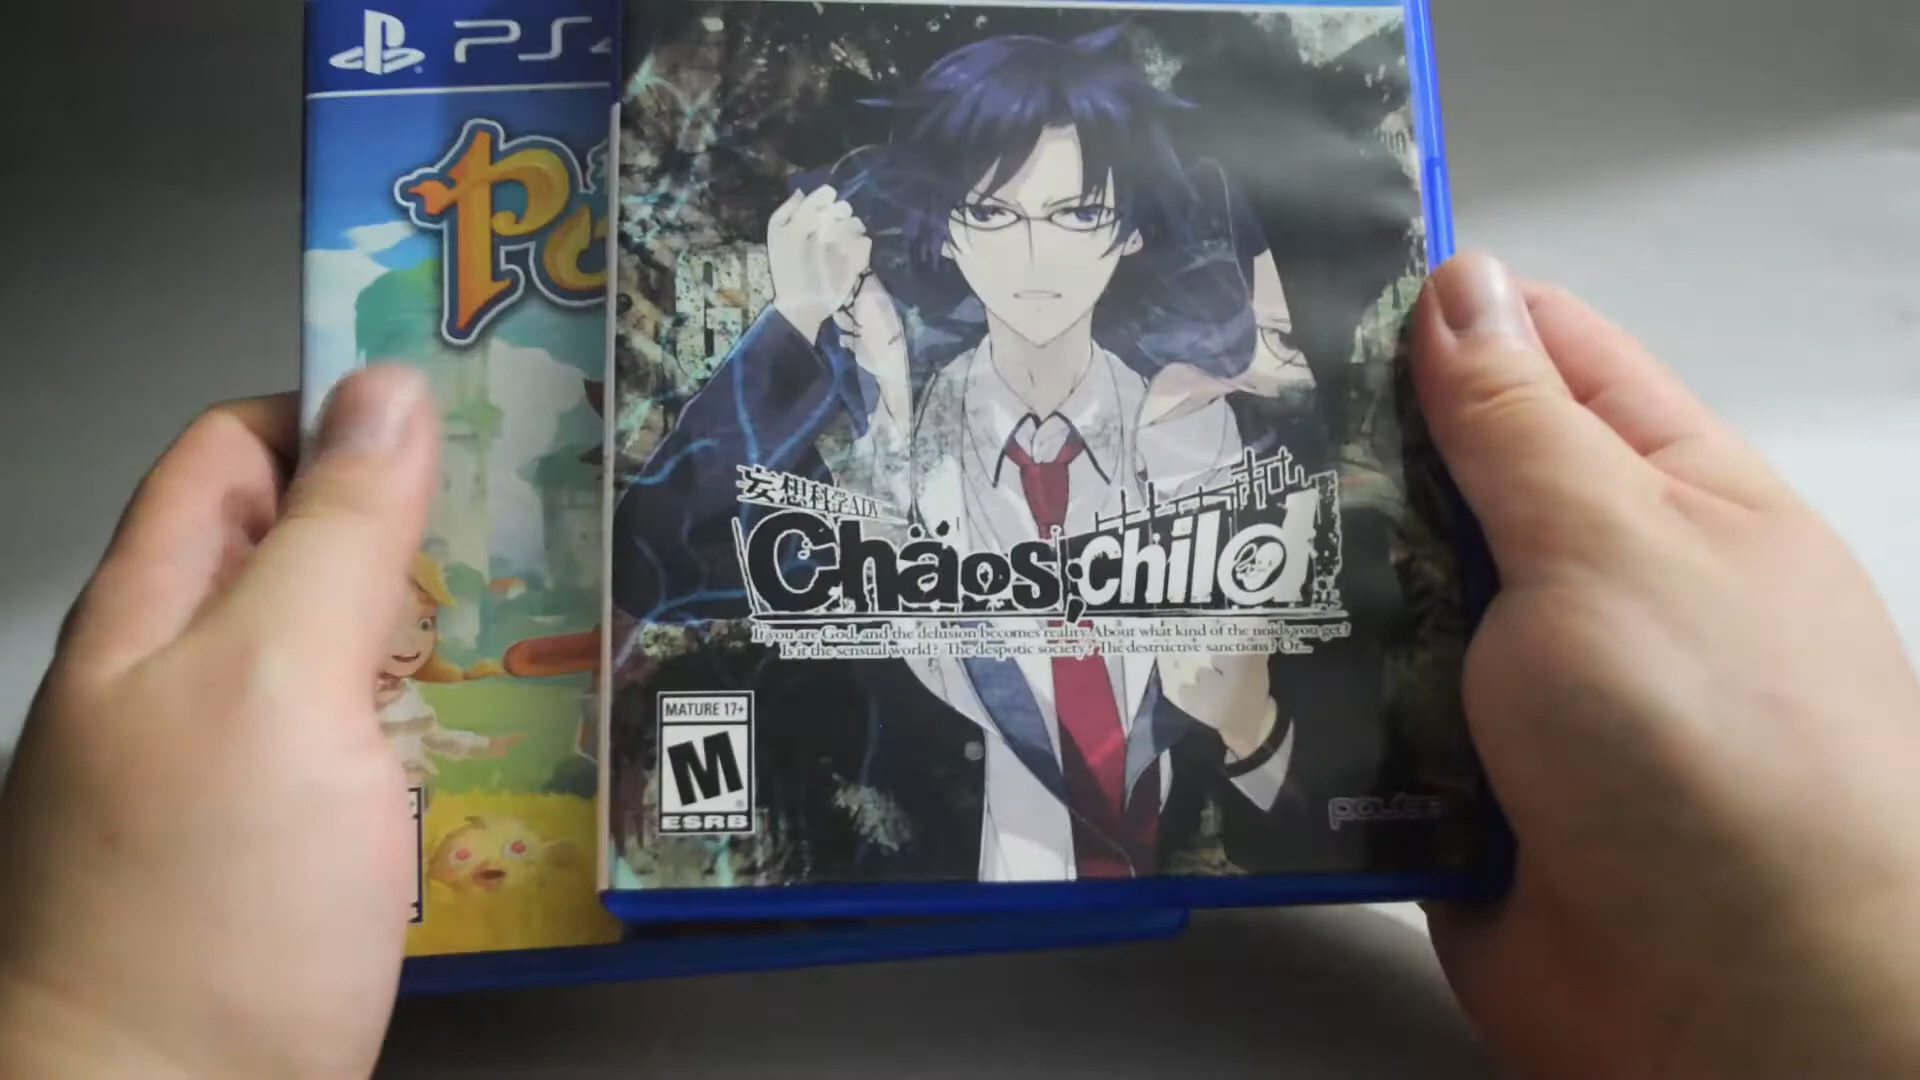 PS4
Po
妄想科学ADV
Chäos;child
If you are God, and the delusion becomes reality. About what kind of the noids you get?
Is it the sensual world? The despotic society? The destructive sanctions? Or...
MATURE 17+
M
ESRB